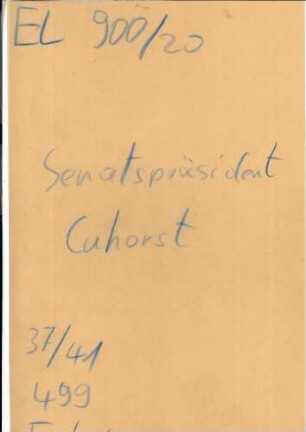 EL 900/20
Senatspräsident
Cuhorst
37/41
499